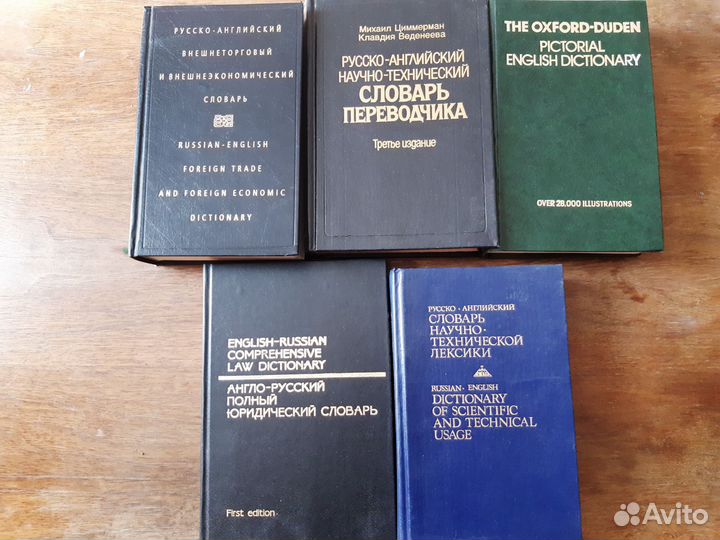 РУССКО-АНГЛИЙСКИЙ
ВНЕШНЕТОРГОВЫЙ
И ВНЕШНЕЭКОНОМИЧЕСКИЙ
СЛОВАРЬ
RUSSIAN-ENGLISH
FOREIGN TRADE
AND FOREIGN ECONOMIC
DICTIONARY
Михаил Циммерман
Клавдия Веденеева
РУССКО-АНГЛИЙСКИЙ
НАУЧНО-ТЕХНИЧЕСКИЙ
СЛОВАРЬ
ПЕРЕВОДЧИКА
Третье издание
THE OXFORD-DUDEN
PICTORIAL
ENGLISH DICTIONARY
OVER 28.000 ILLUSTRATIONS
ENGLISH-RUSSIAN
COMPREHENSIVE
LAW DICTIONARY
АНГЛО-РУССКИЙ
ПОЛНЫЙ
ЮРИДИЧЕСКИЙ СЛОВАРЬ
First edition
РУССКО-АНГЛИЙСКИЙ
СЛОВАРЬ
НАУЧНО-
ТЕХНИЧЕСКОЙ
ЛЕКСИКИ
RUSSIAN-ENGLISH
DICTIONARY
OF SCIENTIFIC
AND TECHNICAL
USAGE
Avito